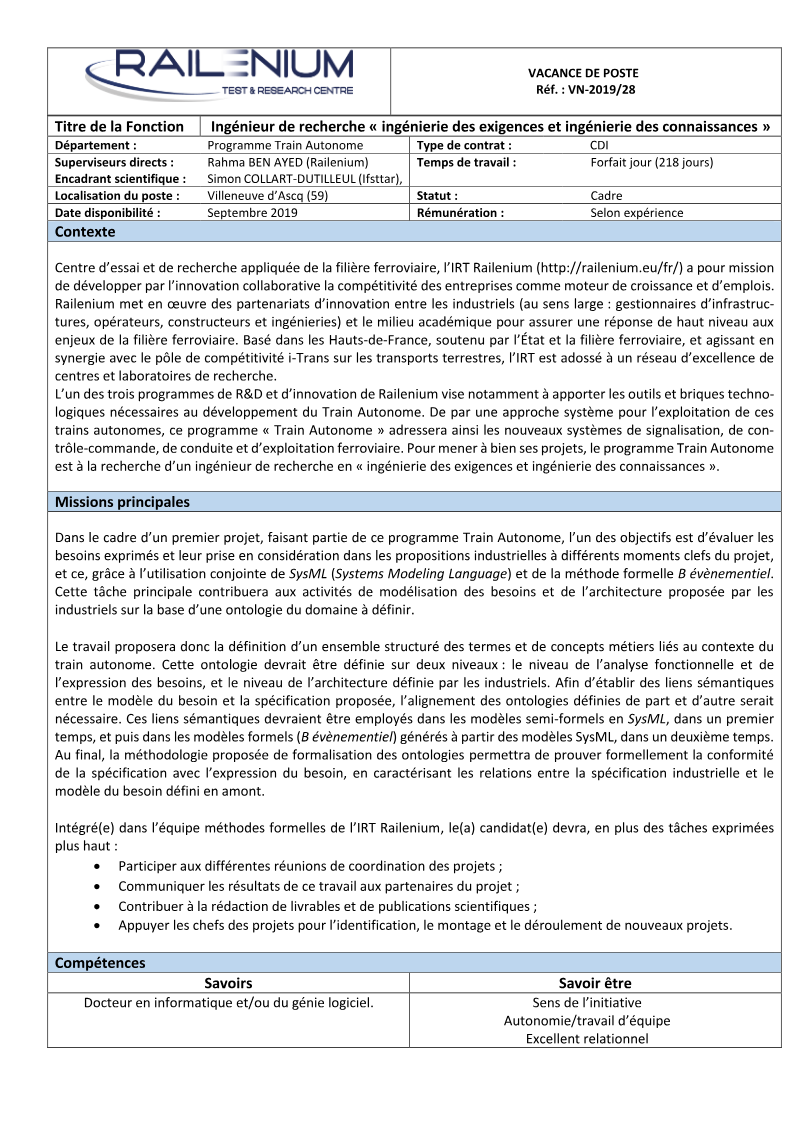 RAILENIUM
TEST & RESEARCH CENTRE
VACANCE DE POSTE
Réf. : VN-2019/28
Titre de la Fonction Ingénieur de recherche « ingénierie des exigences et ingénierie des connaissances »
Département : Programme Train Autonome Type de contrat : CDI
Superviseurs directs : Rahma BEN AYED (Railenium) Temps de travail : Forfait jour (218 jours)
Encadrant scientifique : Simon COLLART-DUTILLEUL (Ifsttar),
Localisation du poste : Villeneuve d’Ascq (59) Statut : Cadre
Date disponibilité : Septembre 2019 Rémunération : Selon expérience
Contexte
Centre d’essai et de recherche appliquée de la filière ferroviaire, l’IRT Railenium (http://railenium.eu/fr/) a pour mission
de développer par l’innovation collaborative la compétitivité des entreprises comme moteur de croissance et d’emplois.
Railenium met en œuvre des partenariats d’innovation entre les industriels (au sens large : gestionnaires d’infrastruc-
tures, opérateurs, constructeurs et ingénieries) et le milieu académique pour assurer une réponse de haut niveau aux
enjeux de la filière ferroviaire. Basé dans les Hauts-de-France, soutenu par l’État et la filière ferroviaire, et agissant en
synergie avec le pôle de compétitivité i-Trans sur les transports terrestres, l’IRT est adossé à un réseau d’excellence de
centres et laboratoires de recherche.
L’un des trois programmes de R&D et d’innovation de Railenium vise notamment à apporter les outils et briques techno-
logiques nécessaires au développement du Train Autonome. De par une approche système pour l’exploitation de ces
trains autonomes, ce programme « Train Autonome » adressera ainsi les nouveaux systèmes de signalisation, de con-
trôle-commande, de conduite et d’exploitation ferroviaire. Pour mener à bien ses projets, le programme Train Autonome
est à la recherche d’un ingénieur de recherche en « ingénierie des exigences et ingénierie des connaissances ».
Missions principales
Dans le cadre d’un premier projet, faisant partie de ce programme Train Autonome, l’un des objectifs est d’évaluer les
besoins exprimés et leur prise en considération dans les propositions industrielles à différents moments clefs du projet,
et ce, grâce à l’utilisation conjointe de SysML (Systems Modeling Language) et de la méthode formelle B évènementiel.
Cette tâche principale contribuera aux activités de modélisation des besoins et de l’architecture proposée par les
industriels sur la base d’une ontologie du domaine à définir.
Le travail proposera donc la définition d’un ensemble structuré des termes et de concepts métiers liés au contexte du
train autonome. Cette ontologie devrait être définie sur deux niveaux : le niveau de l’analyse fonctionnelle et de
l’expression des besoins, et le niveau de l’architecture définie par les industriels. Afin d’établir des liens sémantiques
entre le modèle du besoin et la spécification proposée, l’alignement des ontologies définies de part et d’autre serait
nécessaire. Ces liens sémantiques devraient être employés dans les modèles semi-formels en SysML, dans un premier
temps, et puis dans les modèles formels (B évènementiel) générés à partir des modèles SysML, dans un deuxième temps.
Au final, la méthodologie proposée de formalisation des ontologies permettra de prouver formellement la conformité
de la spécification avec l’expression du besoin, en caractérisant les relations entre la spécification industrielle et le
modèle du besoin défini en amont.
Intégré(e) dans l’équipe méthodes formelles de l’IRT Railenium, le(a) candidat(e) devra, en plus des tâches exprimées
plus haut :
• Participer aux différentes réunions de coordination des projets ;
• Communiquer les résultats de ce travail aux partenaires du projet ;
• Contribuer à la rédaction de livrables et de publications scientifiques ;
• Appuyer les chefs des projets pour l’identification, le montage et le déroulement de nouveaux projets.
Compétences
Savoirs Savoir être
Docteur en informatique et/ou du génie logiciel. Sens de l’initiative
Autonomie/travail d’équipe
Excellent relationnel